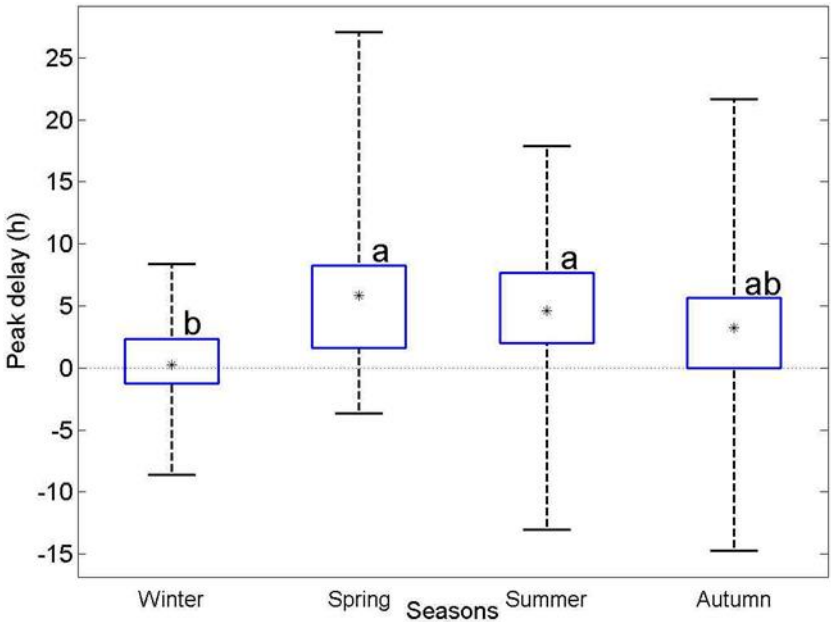 25
20
15
10
5
0
-5
-10
-15
Peak delay (h)
b
a
a
ab
Winter
Spring
Summer
Autumn
Seasons